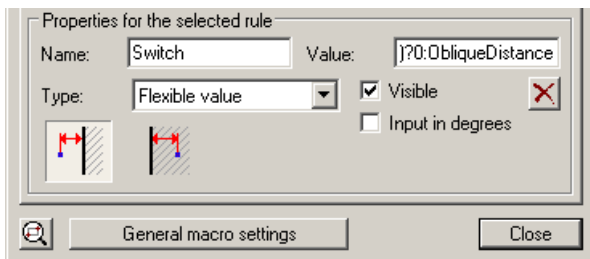 Properties for the selected rule
Name: Switch Value: )?0:ObliqueDistance
Type: Flexible value Visible
Input in degrees
General macro settings Close